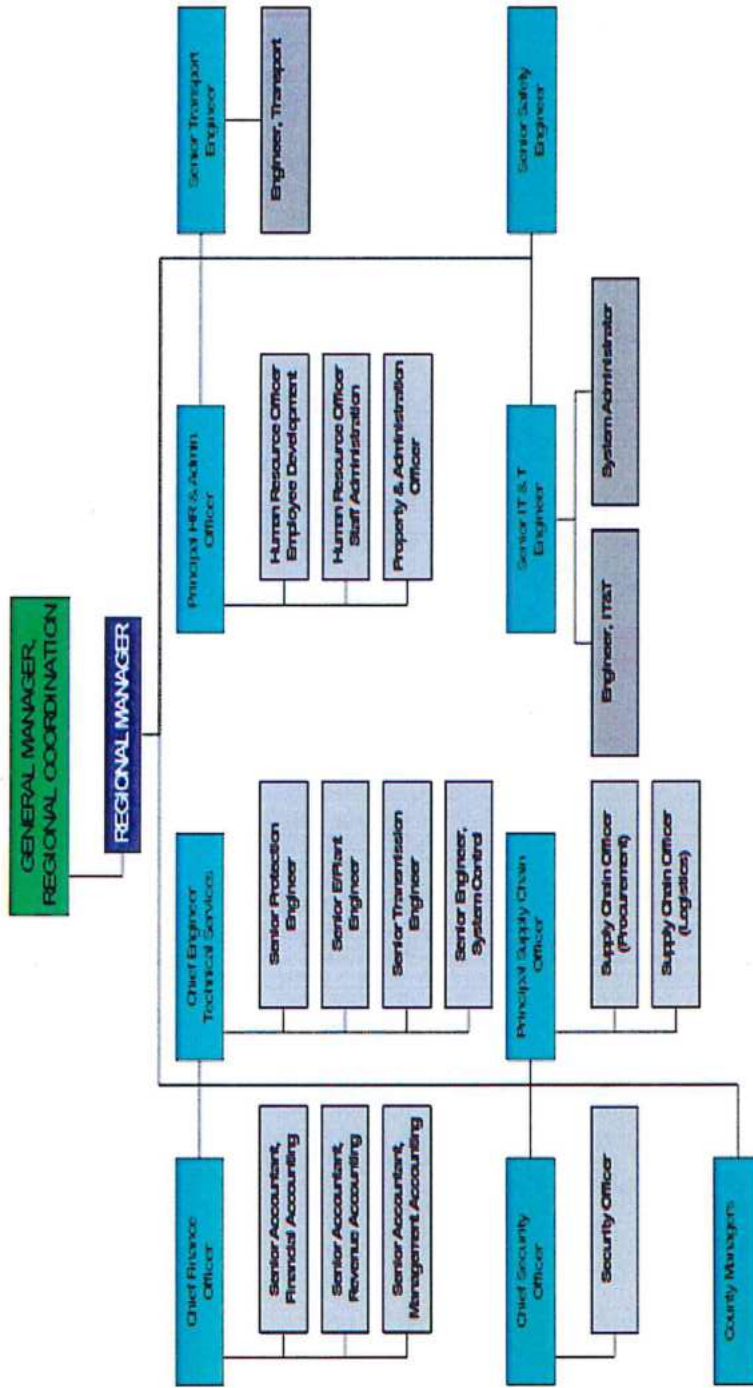 GENERAL MANAGER,
REGIONAL COORDINATION
REGIONAL MANAGER
Chief Finance
Officer
Senior Accountant,
Financial Accounting
Senior Accountant,
Revenue Accounting
Senior Accountant,
Management Accounting
Chief Engineer
Technical Services
Senior Protection
Engineer
Senior E/Plant
Engineer
Senior Transmission
Engineer
Senior Engineer,
System Control
Principal HR & Admin.
Officer
Human Resource Officer
Employee Development
Human Resource Officer
Staff Administration
Property & Administration
Officer
Senior Transport
Engineer
Engineer, Transport
Chief Security
Officer
Security Officer
Principal Supply Chain
Officer
Supply Chain Officer
(Procurement)
Supply Chain Officer
(Logistics)
Senior IT & T
Engineer
Engineer, IT&T
System Administrator
Senior Safety
Engineer
County Managers